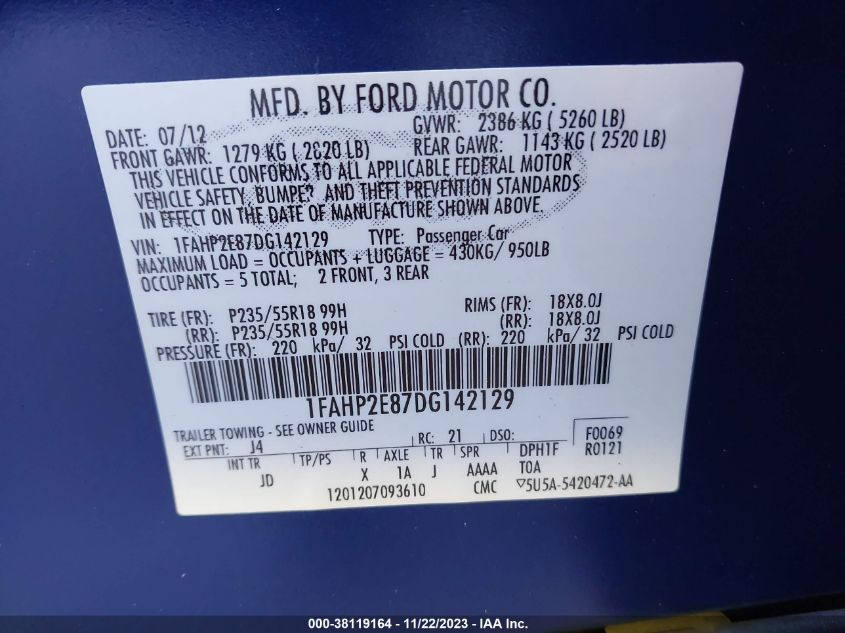 MFD. BY FORD MOTOR CO.
DATE: 07/12 GVWR: 2386 KG ( 5260 LB)
FRONT GAWR: 1279 KG ( 2820 LB) REAR GAWR: 1143 KG ( 2520 LB)
THIS VEHICLE CONFORMS TO ALL APPLICABLE FEDERAL MOTOR
VEHICLE SAFETY, BUMPER, AND THEFT PREVENTION STANDARDS
IN EFFECT ON THE DATE OF MANUFACTURE SHOWN ABOVE.
VIN: 1FAHP2E87DG142129 TYPE: Passenger Car
MAXIMUM LOAD = OCCUPANTS + LUGGAGE = 430KG/ 950LB
OCCUPANTS = 5 TOTAL; 2 FRONT, 3 REAR
TIRE (FR): P235/55R18 99H RIMS (FR): 18X8.0J
(RR): P235/55R18 99H (RR): 18X8.0J
PRESSURE (FR): 220 kPa/ 32 PSI COLD (RR): 220 kPa/ 32 PSI COLD
1FAHP2E87DG142129
TRAILER TOWING - SEE OWNER GUIDE
EXT PNT: J4 RC: 21 DSO: F0069
INT TR TP/PS R AXLE TR SPR DPH1F R0121
JD X 1A J AAAA TOA
1201207093610 CMC ▽5U5A-5420472-AA
000-38119164 - 11/22/2023 - IAA Inc.